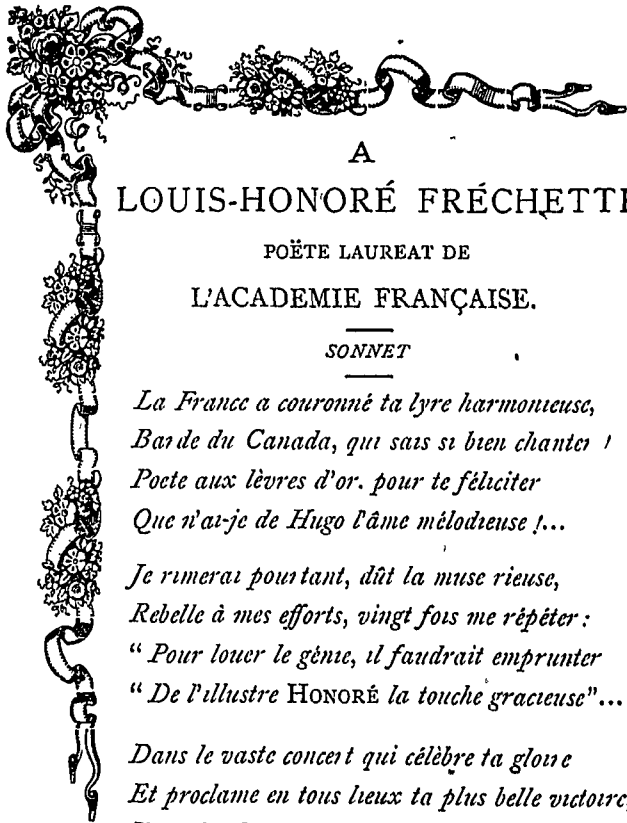 A
LOUIS-HONORÉ FRÉCHETTE
POËTE LAUREAT DE
L'ACADEMIE FRANÇAISE.
SONNET
La France a couronné ta lyre harmonieuse,
Barde du Canada, qui sais si bien chanter !
Poete aux lèvres d'or. pour te féliciter
Que n'ai-je de Hugo l'âme mélodieuse !...
Je rimerai pourtant, dût la muse rieuse,
Rebelle à mes efforts, vingt fois me répéter :
“ Pour louer le génie, il faudrait emprunter
“ De l'illustre HONORÉ la touche gracieuse”...
Dans le vaste concert qui célèbre ta gloire
Et proclame en tous lieux ta plus belle victoire,